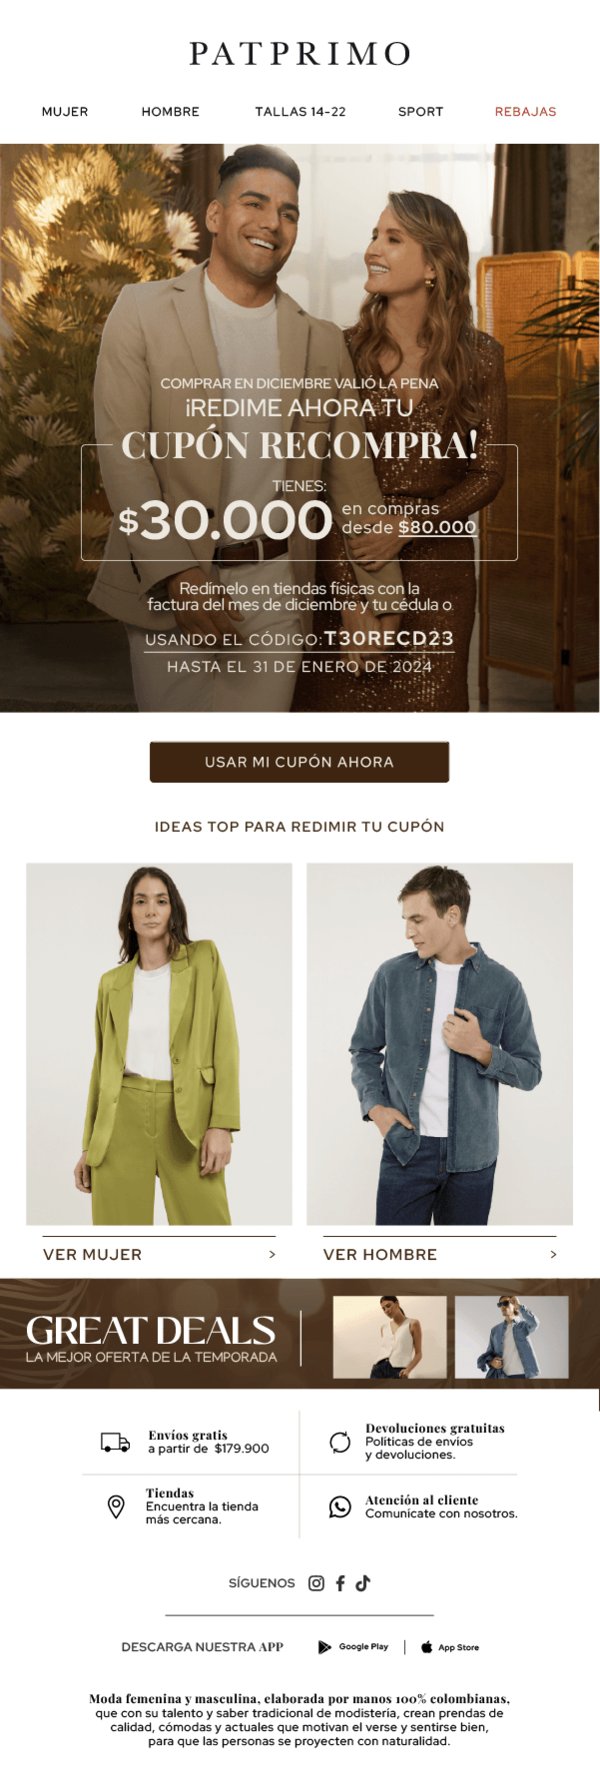 PATPRIMO
MUJER HOMBRE TALLAS 14-22 SPORT REBAJAS
COMPRAR EN DICIEMBRE VALIÓ LA PENA
¡REDIME AHORA TU
CUPÓN RECOMPRA!
TIENES:
$30.000 en compras
desde $80.000
Redímelo en tiendas físicas con la
factura del mes de diciembre y tu cédula o
USANDO EL CÓDIGO:T30RECD23
HASTA EL 31 DE ENERO DE 2024
USAR MI CUPÓN AHORA
IDEAS TOP PARA REDIMIR TU CUPÓN
VER MUJER >
VER HOMBRE >
GREAT DEALS
LA MEJOR OFERTA DE LA TEMPORADA
Envíos gratis
a partir de $179.900
Devoluciones gratuitas
Políticas de envíos
y devoluciones.
Tiendas
Encuentra la tienda
más cercana.
Atención al cliente
Comunicate con nosotros.
SÍGUENOS
DESCARGA NUESTRA APP Google Play | App Store
Moda femenina y masculina, elaborada por manos 100% colombianas,
que con su talento y saber tradicional de modistería, crean prendas de
calidad, cómodas y actuales que motivan el verse y sentirse bien,
para que las personas se proyecten con naturalidad.